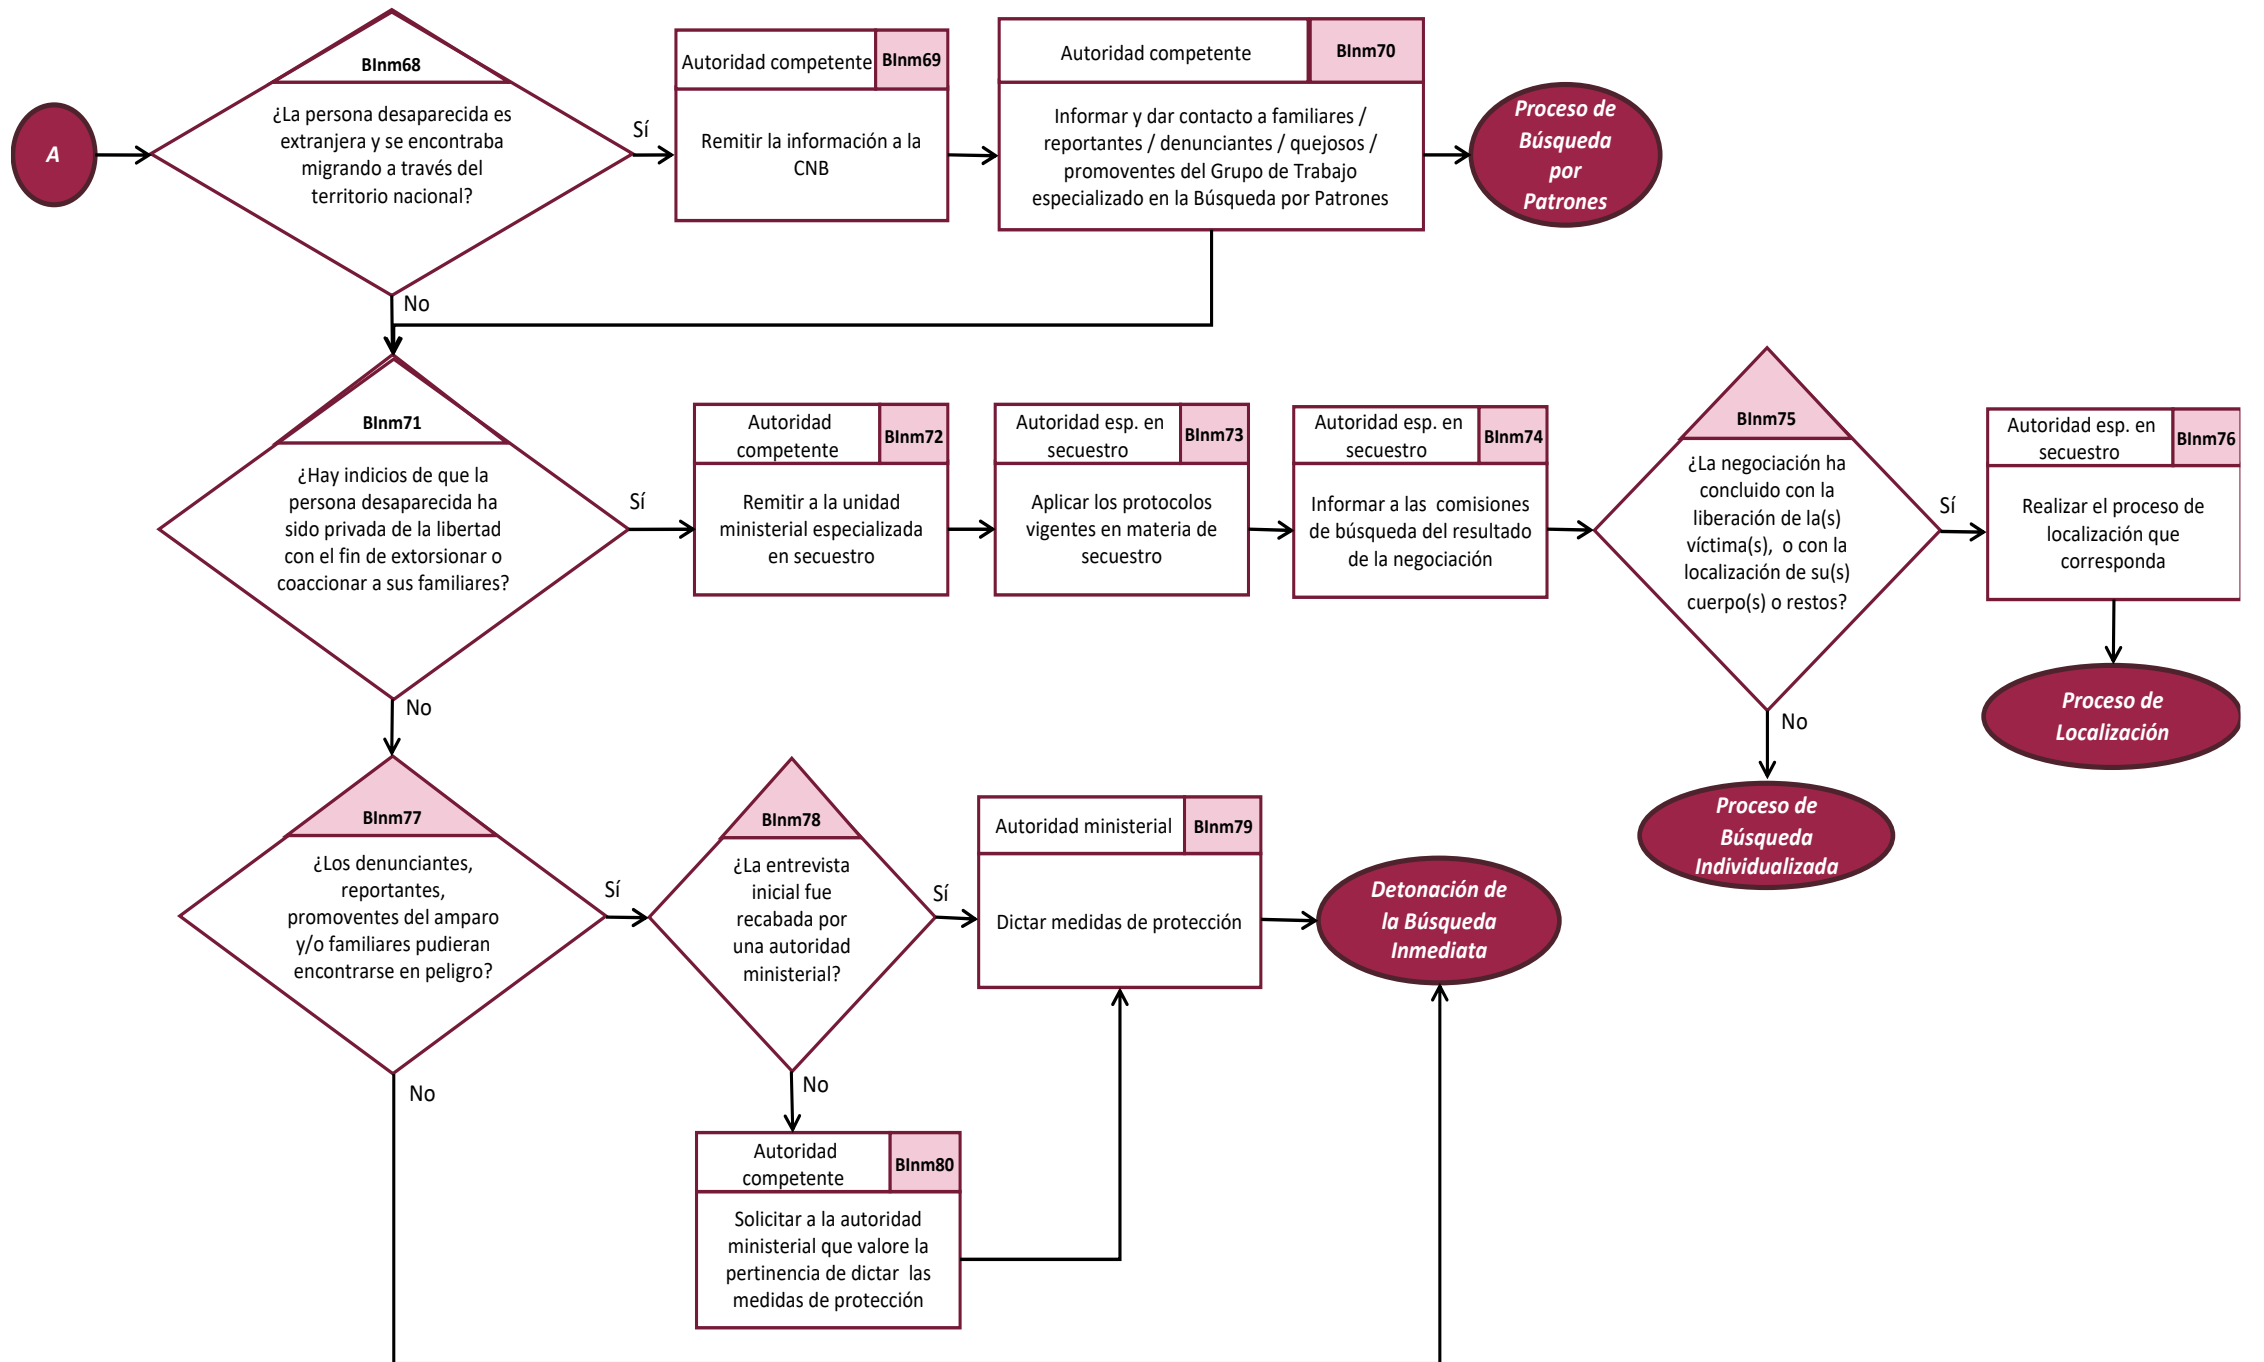 A
BInm68
¿La persona desaparecida es
extranjera y se encontraba
migrando a través del
territorio nacional?
Sí
No
Autoridad competente
BInm69
Remitir la información a la
CNB
Autoridad competente
BInm70
Informar y dar contacto a familiares /
reportantes / denunciantes / quejosos /
promoventes del Grupo de Trabajo
especializado en la Búsqueda por Patrones
Proceso de
Búsqueda
por
Patrones
BInm71
¿Hay indicios de que la
persona desaparecida ha
sido privada de la libertad
con el fin de extorsionar o
coaccionar a sus familiares?
Sí
No
Autoridad
competente
BInm72
Remitir a la unidad
ministerial especializada
en secuestro
Autoridad esp. en
secuestro
BInm73
Aplicar los protocolos
vigentes en materia de
secuestro
Autoridad esp. en
secuestro
BInm74
Informar a las  comisiones
de búsqueda del resultado
de la negociación
BInm75
¿La negociación ha
concluido con la
liberación de la(s)
víctima(s),  o con la
localización de su(s)
cuerpo(s) o restos?
Sí
No
Autoridad esp. en
secuestro
BInm76
Realizar el proceso de
localización que
corresponda
Proceso de
Localización
Proceso de
Búsqueda
Individualizada
BInm77
¿Los denunciantes,
reportantes,
promoventes del amparo
y/o familiares pudieran
encontrarse en peligro?
Sí
No
BInm78
¿La entrevista
inicial fue
recabada por
una autoridad
ministerial?
Sí
No
Autoridad ministerial
BInm79
Dictar medidas de protección
Detonación de
la Búsqueda
Inmediata
Autoridad
competente
BInm80
Solicitar a la autoridad
ministerial que valore la
pertinencia de dictar  las
medidas de protección